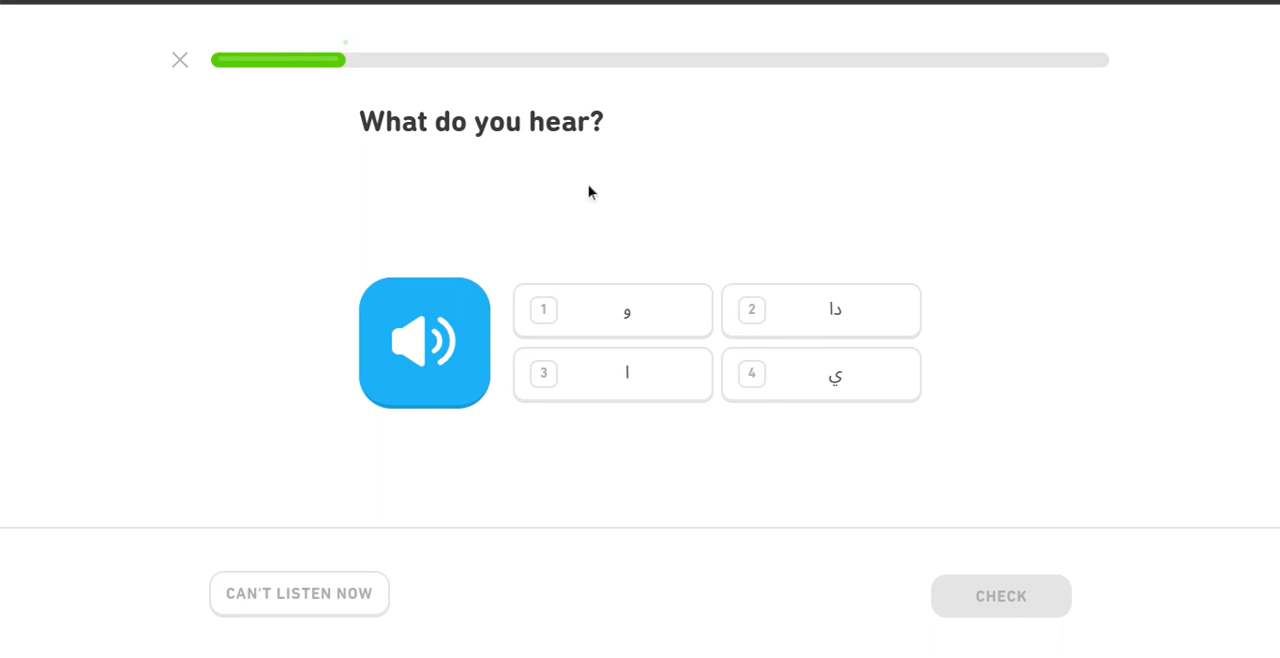 What do you hear?
1 و
2 دا
3 ا
4 ي
CAN'T LISTEN NOW
CHECK